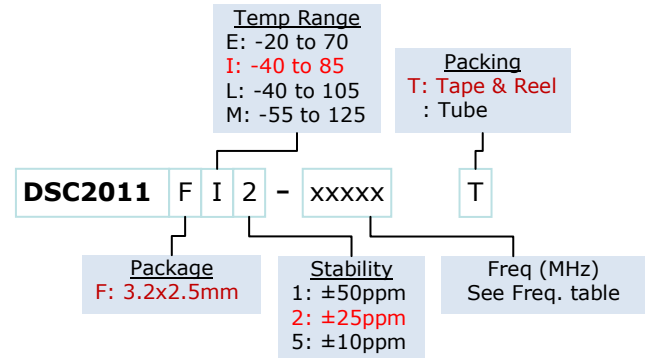 Temp Range
E: -20 to 70
I: -40 to 85
L: -40 to 105
M: -55 to 125
Packing
T: Tape & Reel
: Tube
DSC2011 F I 2 - xxxxx T
Package
F: 3.2x2.5mm
Stability
1: ±50ppm
2: ±25ppm
5: ±10ppm
Freq (MHz)
See Freq. table